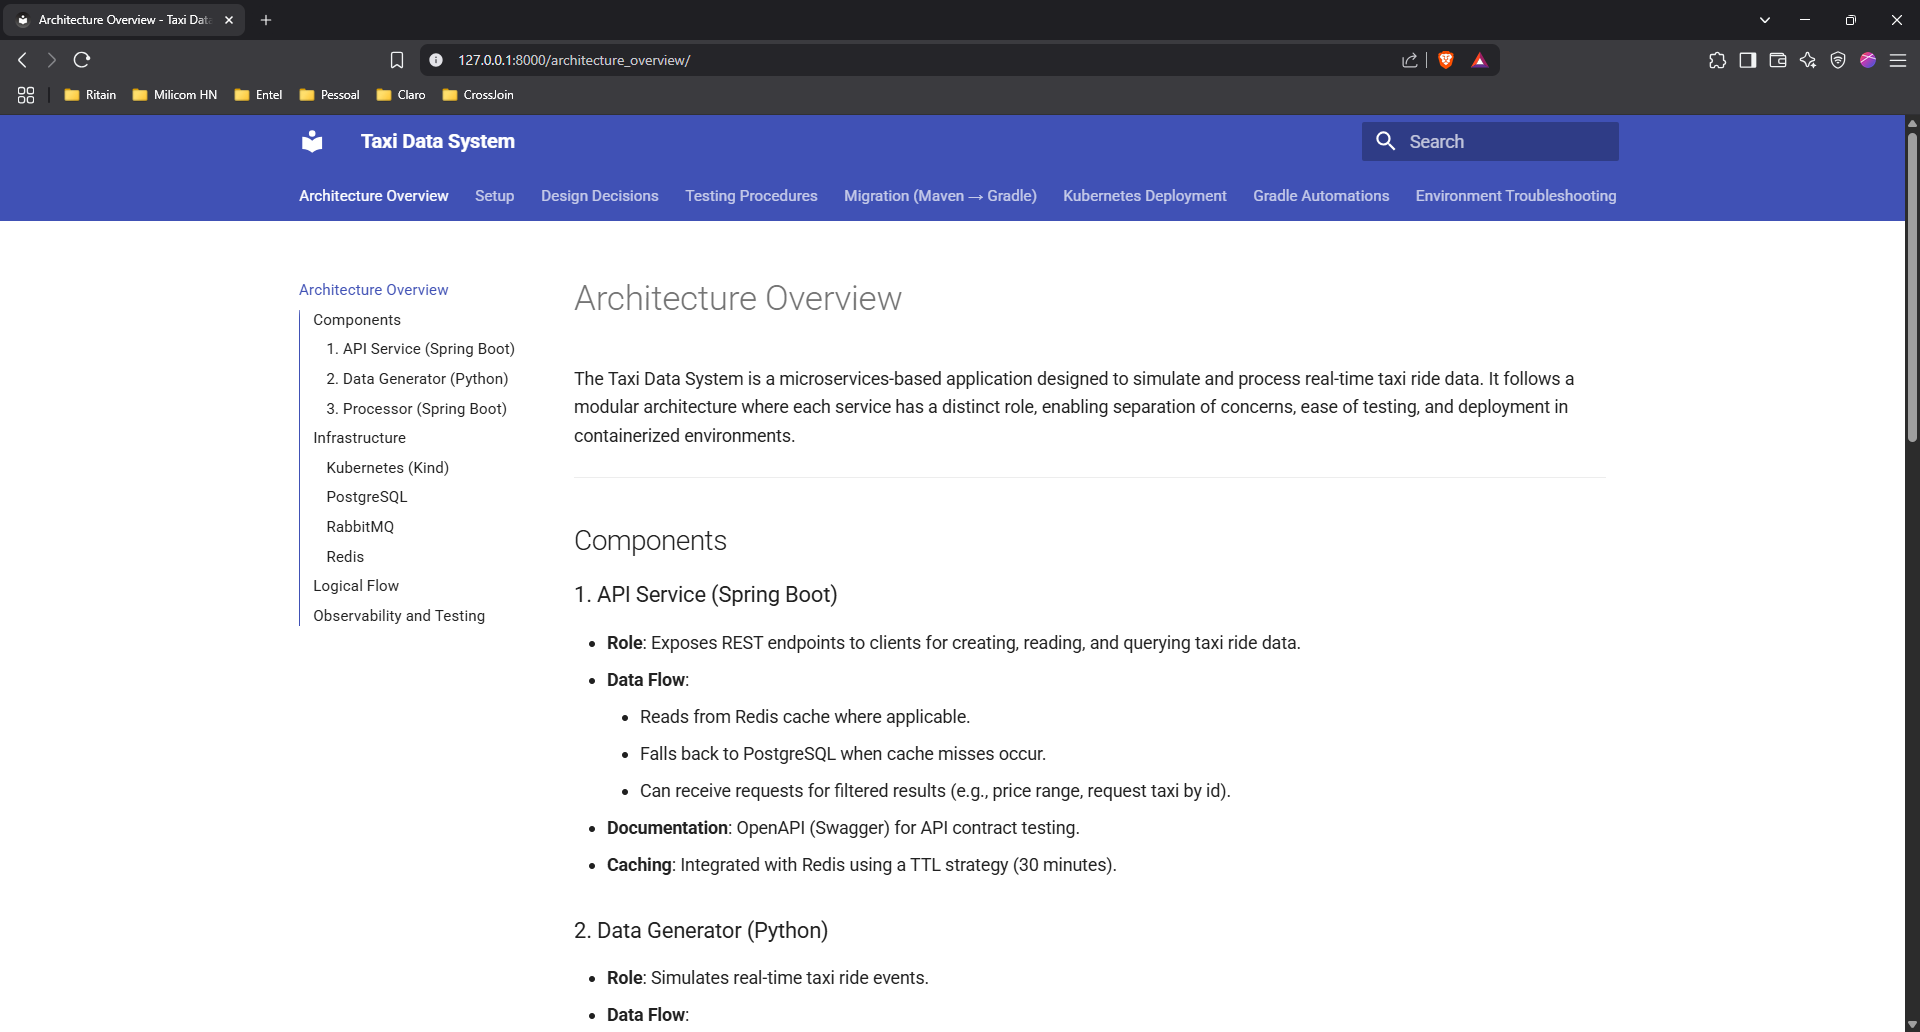 Architecture Overview - Taxi Data
127.0.0.1:8000/architecture_overview/
Ritain
Milicom HN
Entel
Pessoal
Claro
CrossJoin
Taxi Data System
Search
Architecture Overview
Setup
Design Decisions
Testing Procedures
Migration (Maven → Gradle)
Kubernetes Deployment
Gradle Automations
Environment Troubleshooting
Architecture Overview
Components
1. API Service (Spring Boot)
2. Data Generator (Python)
3. Processor (Spring Boot)
Infrastructure
Kubernetes (Kind)
PostgreSQL
RabbitMQ
Redis
Logical Flow
Observability and Testing
Architecture Overview
The Taxi Data System is a microservices-based application designed to simulate and process real-time taxi ride data. It follows a
modular architecture where each service has a distinct role, enabling separation of concerns, ease of testing, and deployment in
containerized environments.
Components
1. API Service (Spring Boot)
• Role: Exposes REST endpoints to clients for creating, reading, and querying taxi ride data.
• Data Flow:
• Reads from Redis cache where applicable.
• Falls back to PostgreSQL when cache misses occur.
• Can receive requests for filtered results (e.g., price range, request taxi by id).
• Documentation: OpenAPI (Swagger) for API contract testing.
• Caching: Integrated with Redis using a TTL strategy (30 minutes).
2. Data Generator (Python)
• Role: Simulates real-time taxi ride events.
• Data Flow: